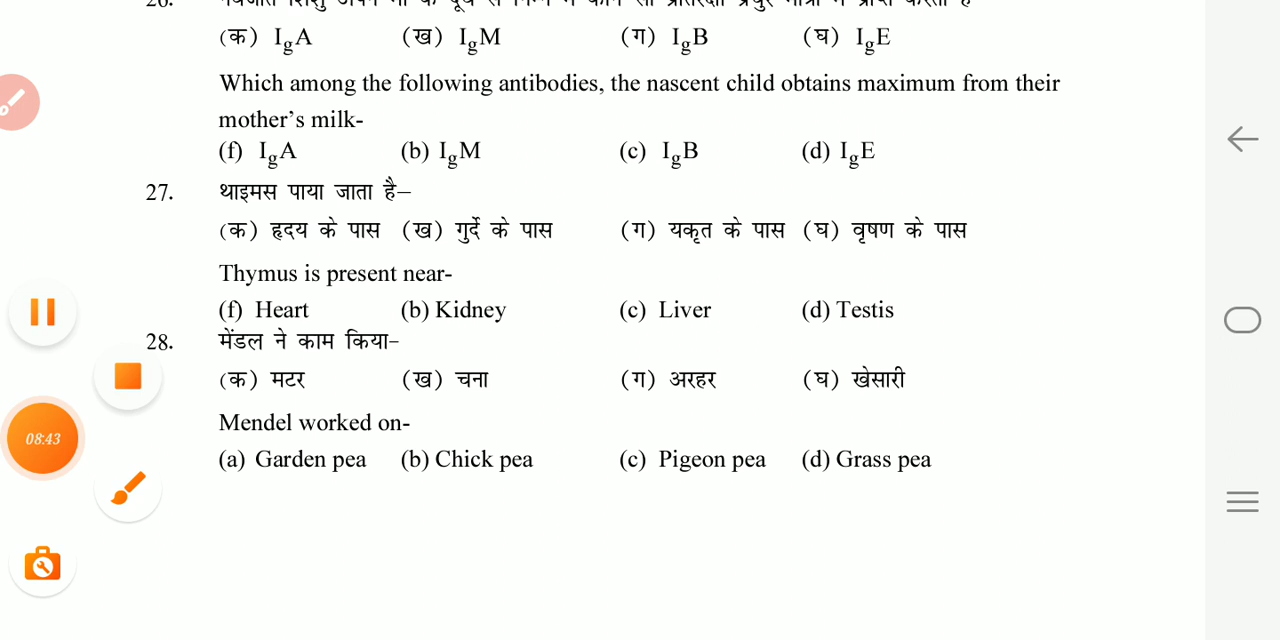 (क) IgA (ख) IgM (ग) IgB (घ) IgE
Which among the following antibodies, the nascent child obtains maximum from their
mother's milk-
(f) IgA (b) IgM (c) IgB (d) IgE
27. थाइमस पाया जाता है–
(क) हृदय के पास (ख) गुर्दे के पास (ग) यकृत के पास (घ) वृषण के पास
Thymus is present near-
(f) Heart (b) Kidney (c) Liver (d) Testis
28. मेंडल ने काम किया–
(क) मटर (ख) चना (ग) अरहर (घ) खेसारी
Mendel worked on-
(a) Garden pea (b) Chick pea (c) Pigeon pea (d) Grass pea
08:43